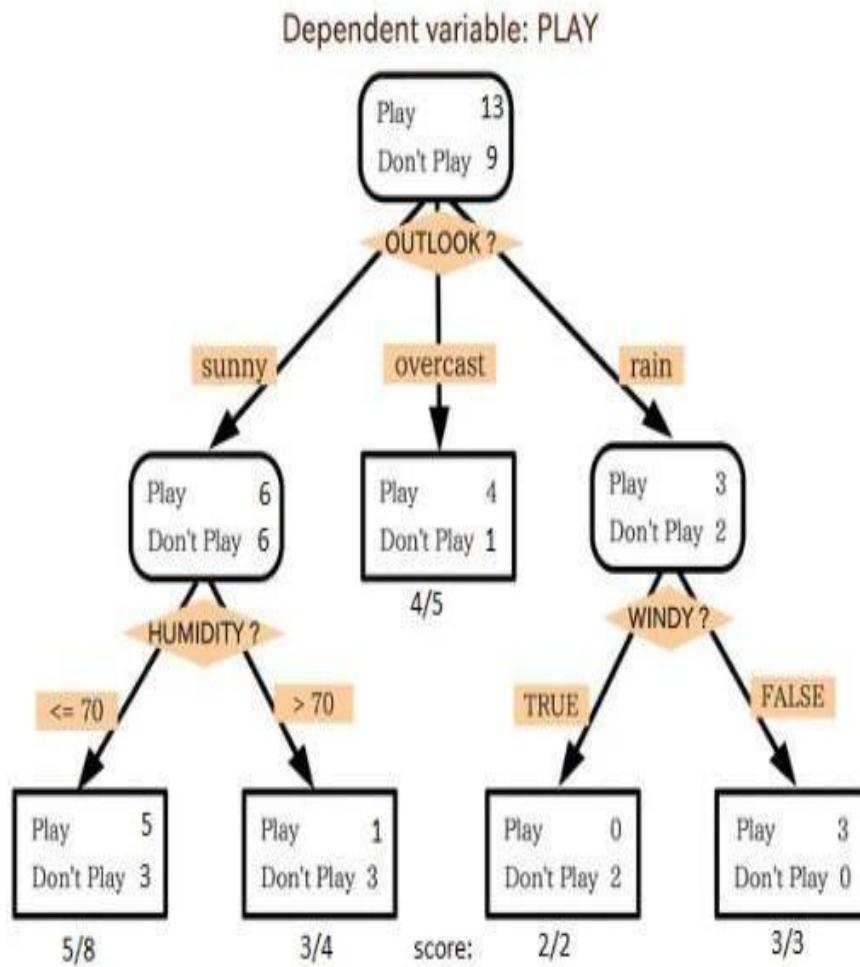 Dependent variable: PLAY
Play 13
Don't Play 9
OUTLOOK ?
sunny
overcast
rain
Play 6
Don't Play 6
Play 4
Don't Play 1
Play 3
Don't Play 2
4/5
HUMIDITY ?
WINDY ?
<= 70
> 70
TRUE
FALSE
Play 5
Don't Play 3
Play 1
Don't Play 3
Play 0
Don't Play 2
Play 3
Don't Play 0
5/8
3/4
score:
2/2
3/3